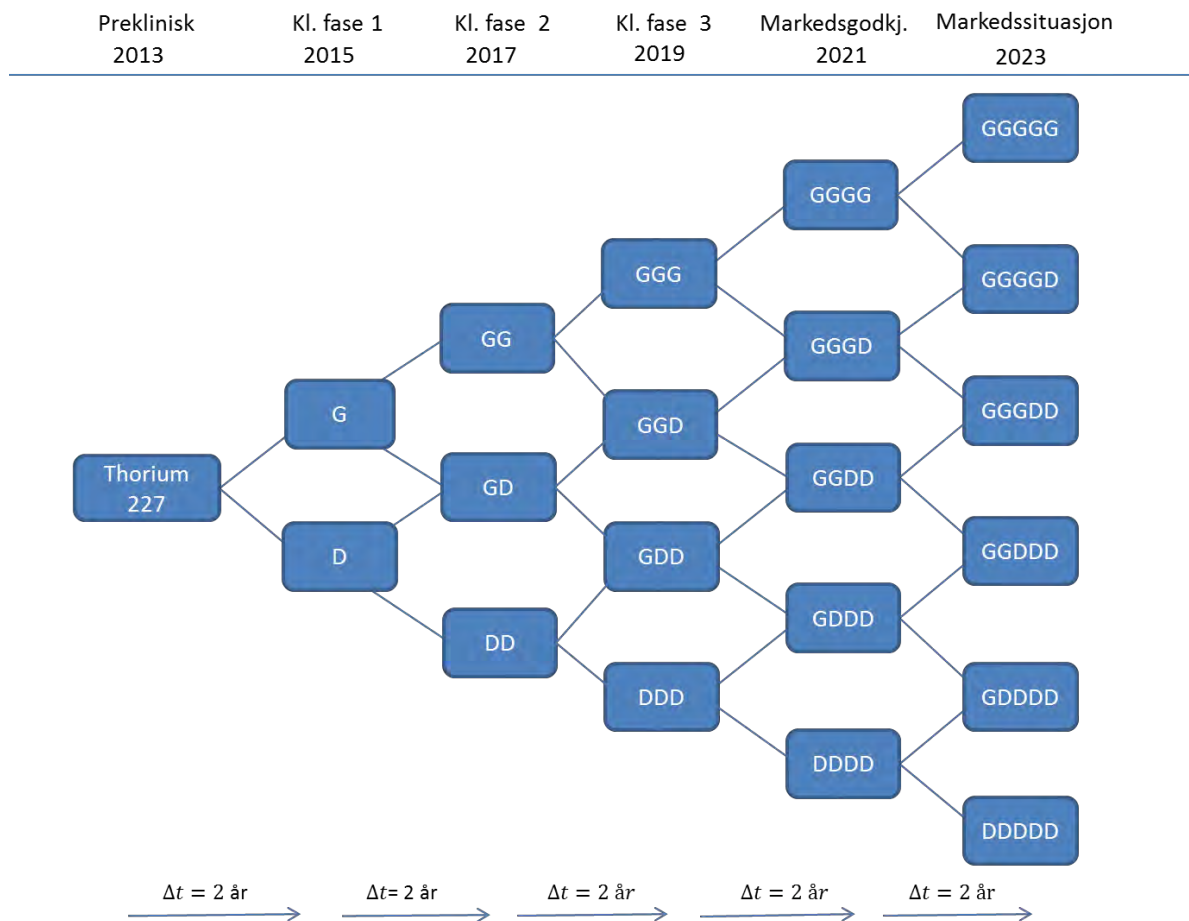 Preklinisk
2013
Kl. fase 1
2015
Kl. fase 2
2017
Kl. fase 3
2019
Markedsgodkj.
2021
Markedssituasjon
2023
Thorium
227
G
D
GG
GD
DD
GGG
GGD
GDD
DDD
GGGG
GGGD
GGDD
GDDD
DDDD
GGGGG
GGGGD
GGGDD
GGDDD
GDDDD
DDDDD
Δt = 2 år
Δt= 2 år
Δt = 2 år
Δt = 2 år
Δt = 2 år